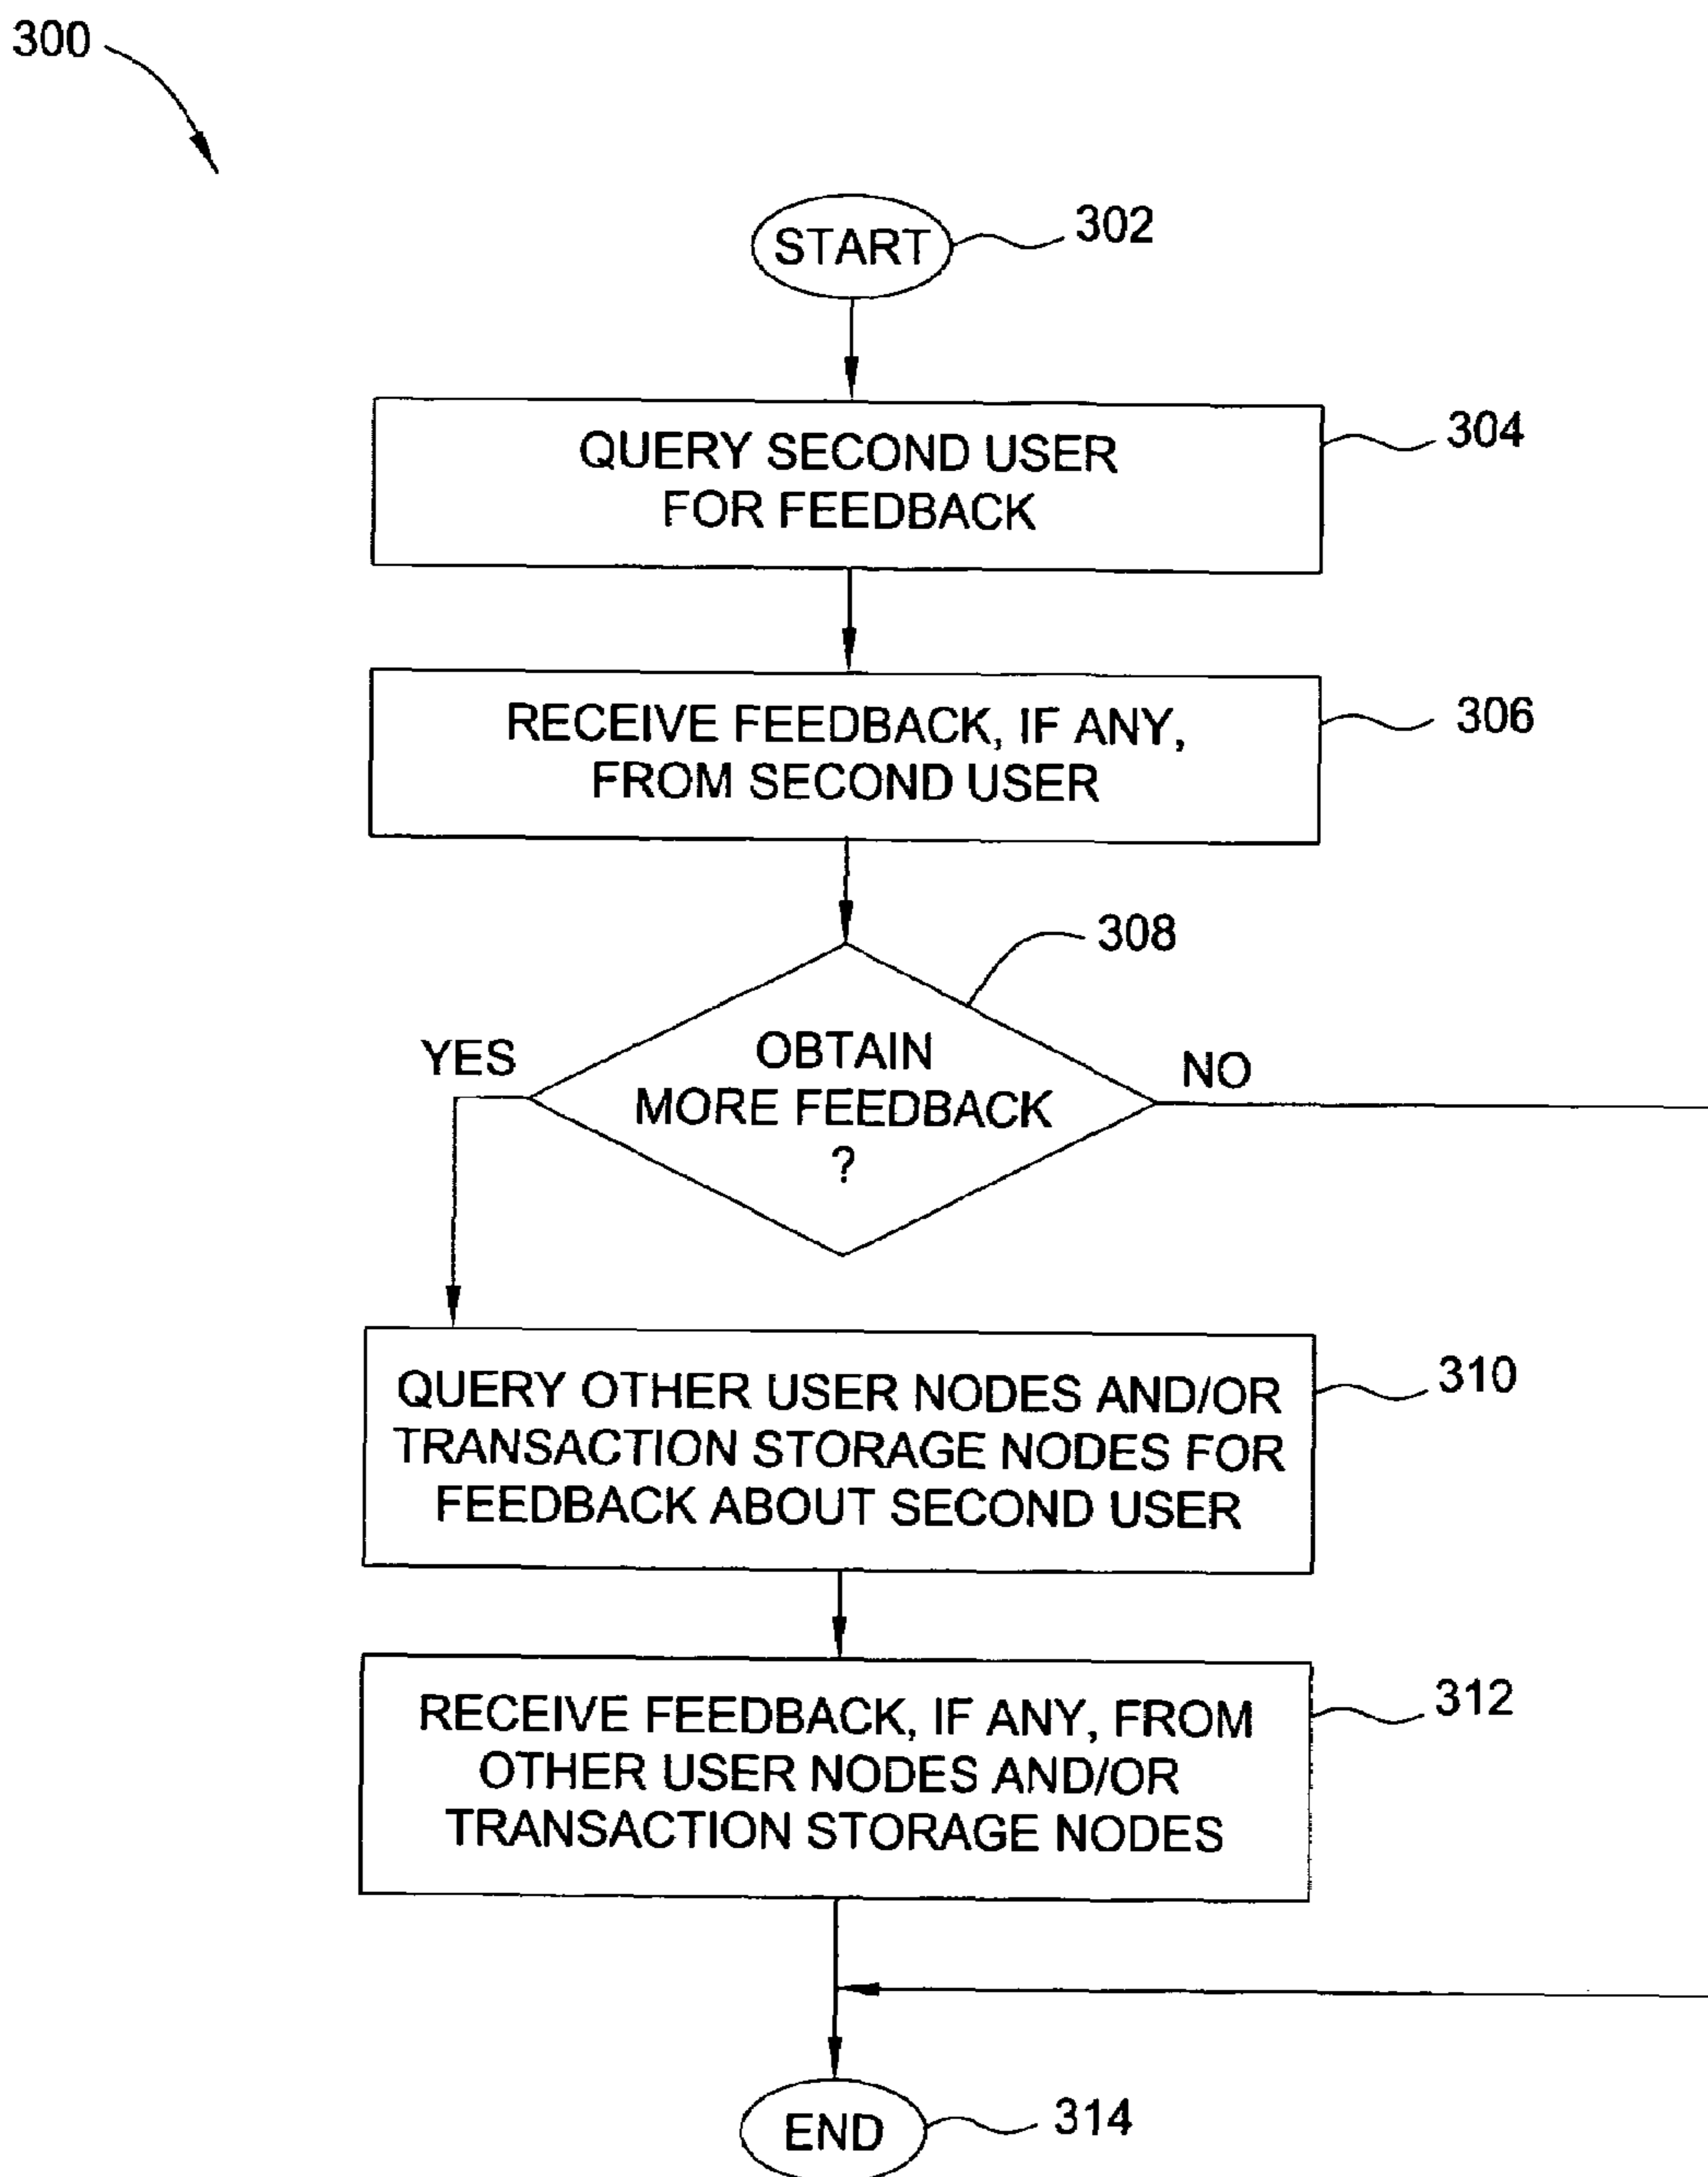 300
START
302
QUERY SECOND USER
FOR FEEDBACK
304
RECEIVE FEEDBACK, IF ANY,
FROM SECOND USER
306
308
YES
OBTAIN
MORE FEEDBACK
?
NO
QUERY OTHER USER NODES AND/OR
TRANSACTION STORAGE NODES FOR
FEEDBACK ABOUT SECOND USER
310
RECEIVE FEEDBACK, IF ANY, FROM
OTHER USER NODES AND/OR
TRANSACTION STORAGE NODES
312
END
314